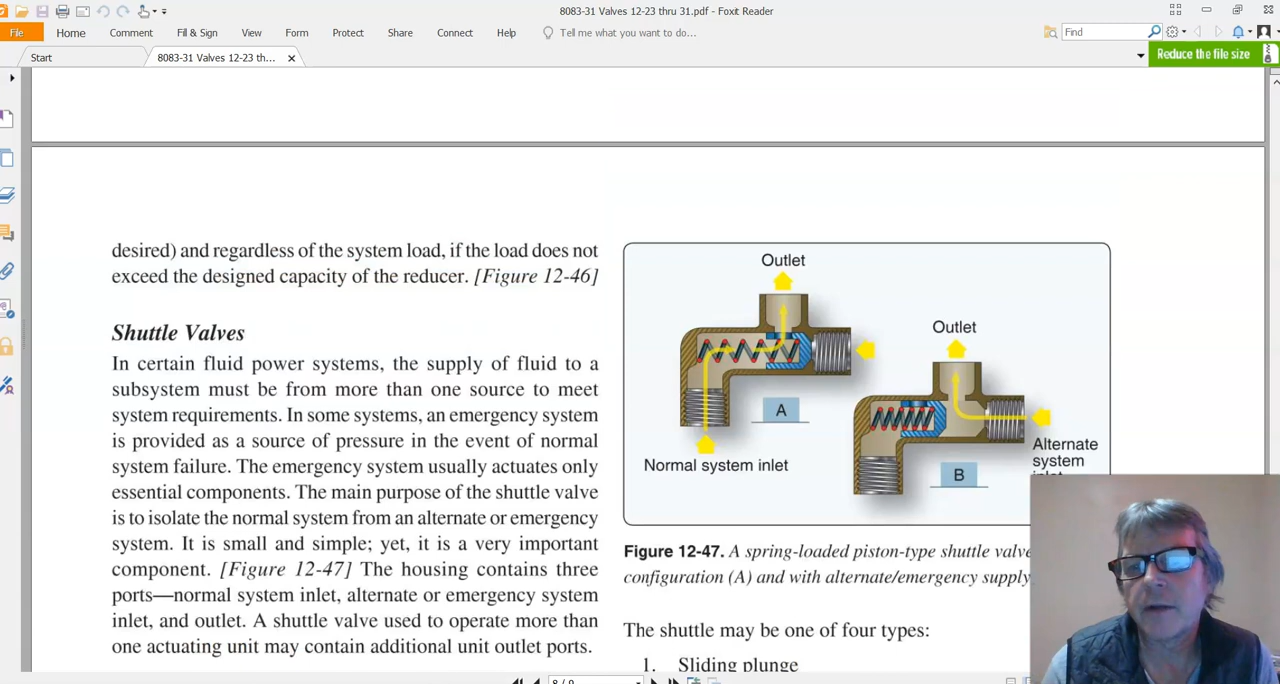 8083-31 Valves 12-23 thru 31.pdf - Foxit Reader
File Home Comment Fill & Sign View Form Protect Share Connect Help Tell me what you want to do... Find
Start 8083-31 Valves 12-23 th... Reduce the file size
desired) and regardless of the system load, if the load does not
exceed the designed capacity of the reducer. [Figure 12-46]
Shuttle Valves
In certain fluid power systems, the supply of fluid to a
subsystem must be from more than one source to meet
system requirements. In some systems, an emergency system
is provided as a source of pressure in the event of normal
system failure. The emergency system usually actuates only
essential components. The main purpose of the shuttle valve
is to isolate the normal system from an alternate or emergency
system. It is small and simple; yet, it is a very important
component. [Figure 12-47] The housing contains three
ports—normal system inlet, alternate or emergency system
inlet, and outlet. A shuttle valve used to operate more than
one actuating unit may contain additional unit outlet ports.
Outlet
Outlet
A
Normal system inlet
B
Alternate
system
Figure 12-47. A spring-loaded piston-type shuttle valve
configuration (A) and with alternate/emergency supply
The shuttle may be one of four types:
1. Sliding plunge